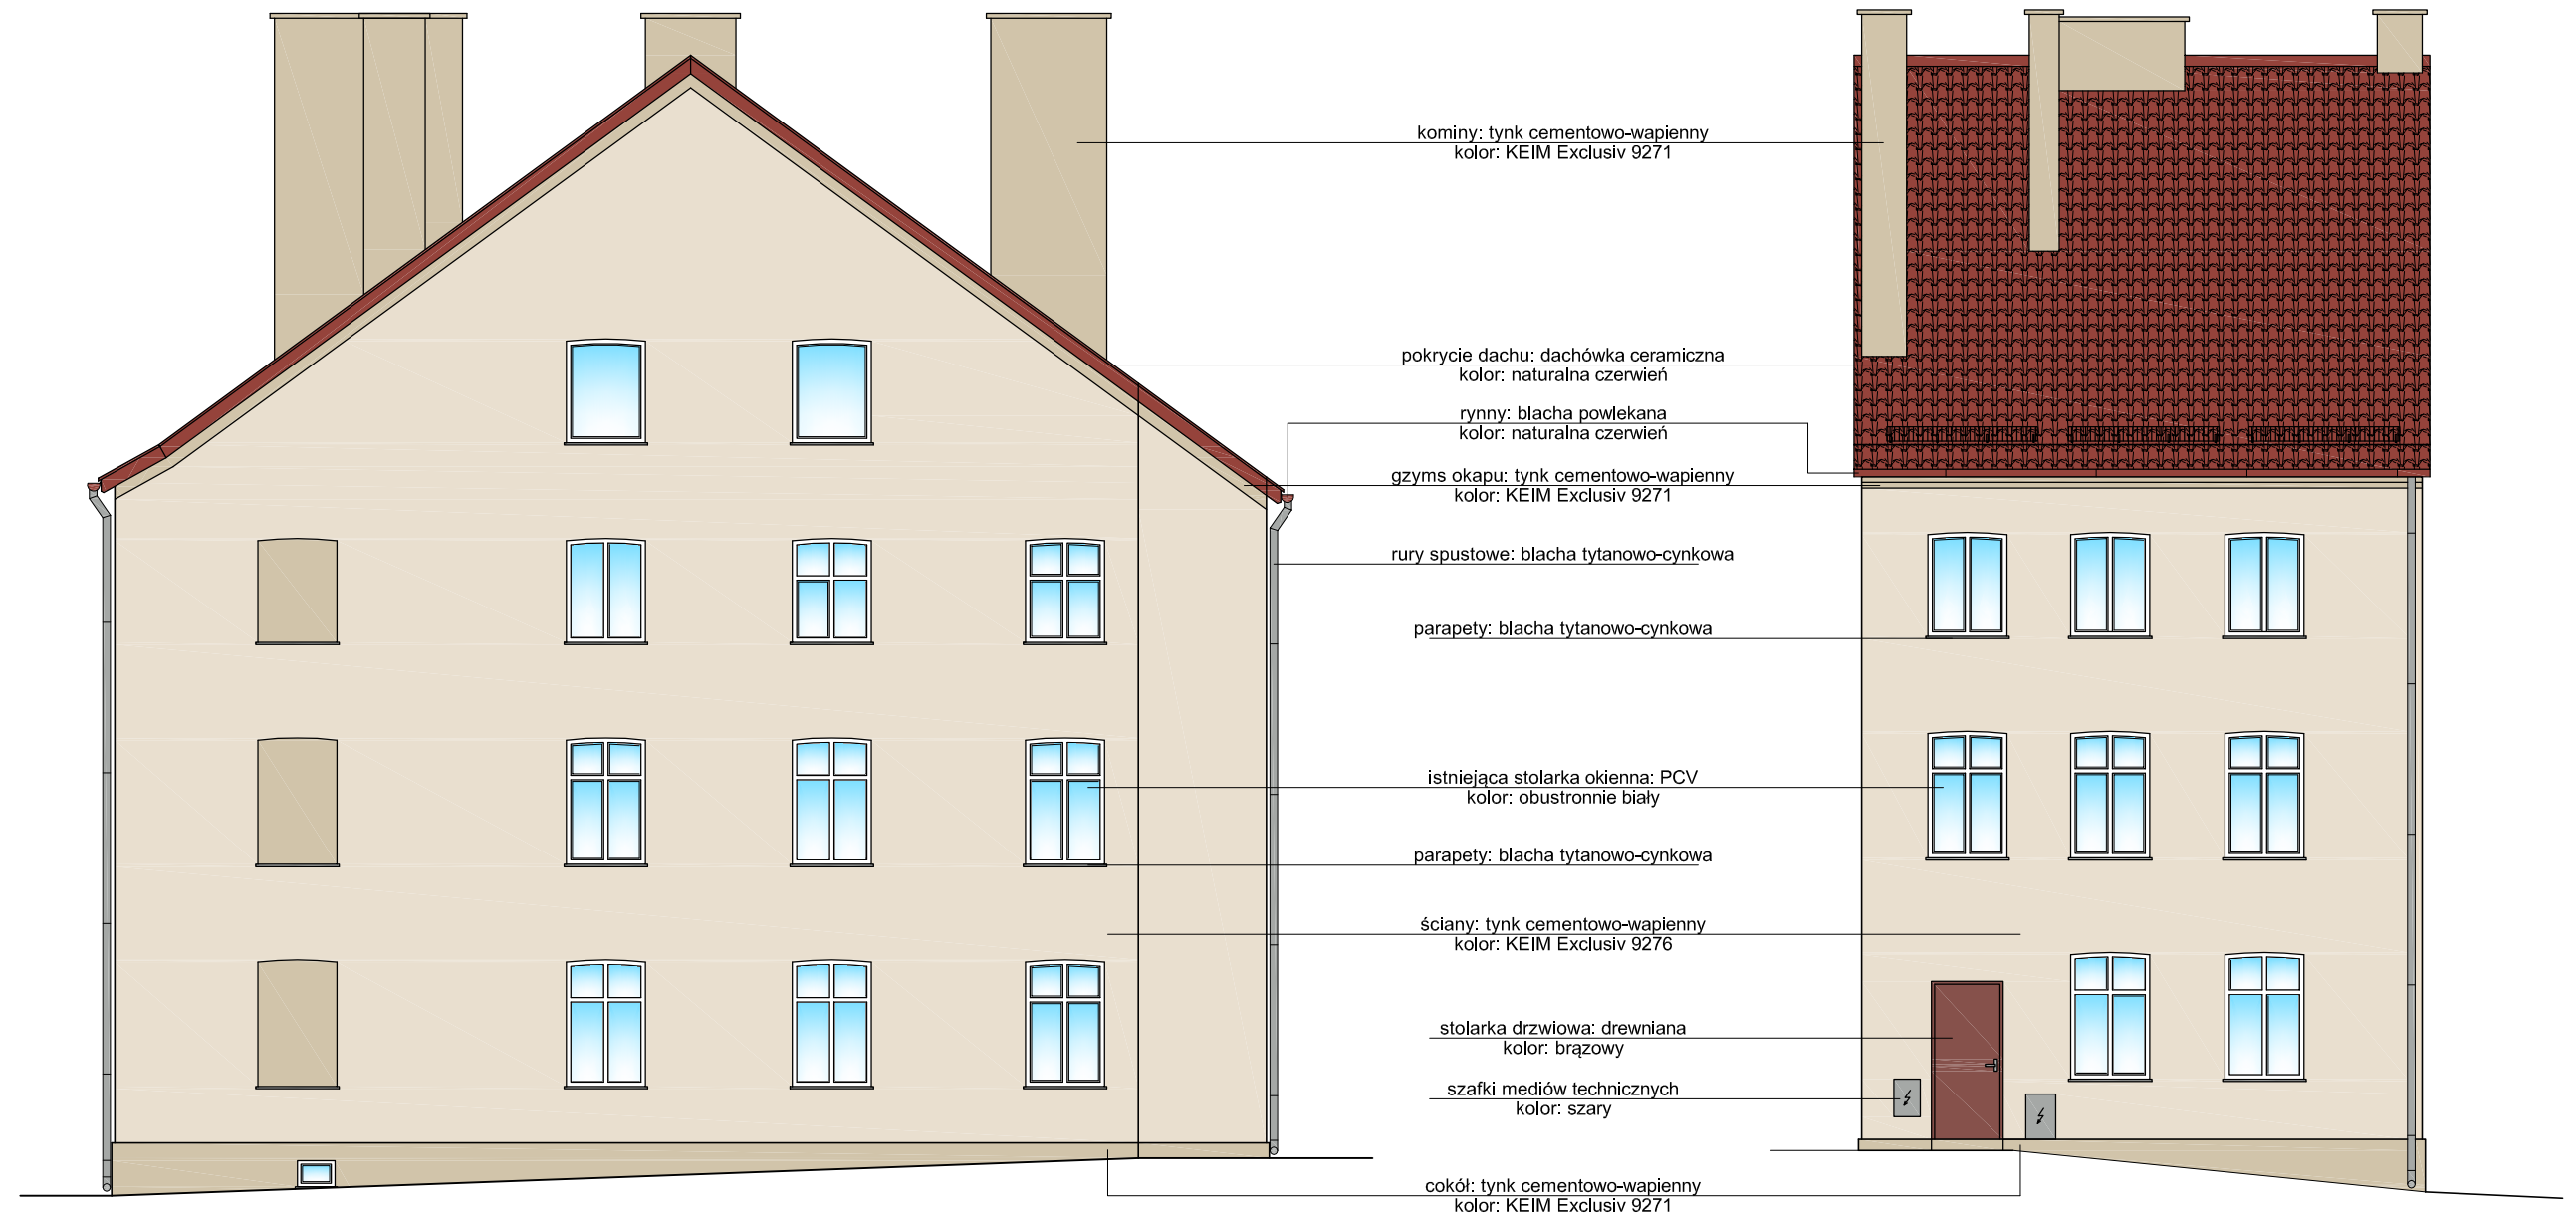 kominy: tynk cementowo-wapienny
kolor: KEIM Exclusiv 9271
pokrycie dachu: dachówka ceramiczna
kolor: naturalna czerwień
rynny: blacha powlekana
kolor: naturalna czerwień
gzyms okapu: tynk cementowo-wapienny
kolor: KEIM Exclusiv 9271
rury spustowe: blacha tytanowo-cynkowa
parapety: blacha tytanowo-cynkowa
istniejąca stolarka okienna: PCV
kolor: obustronnie biały
parapety: blacha tytanowo-cynkowa
ściany: tynk cementowo-wapienny
kolor: KEIM Exclusiv 9276
stolarka drzwiowa: drewniana
kolor: brązowy
szafki mediów technicznych
kolor: szary
cokół: tynk cementowo-wapienny
kolor: KEIM Exclusiv 9271